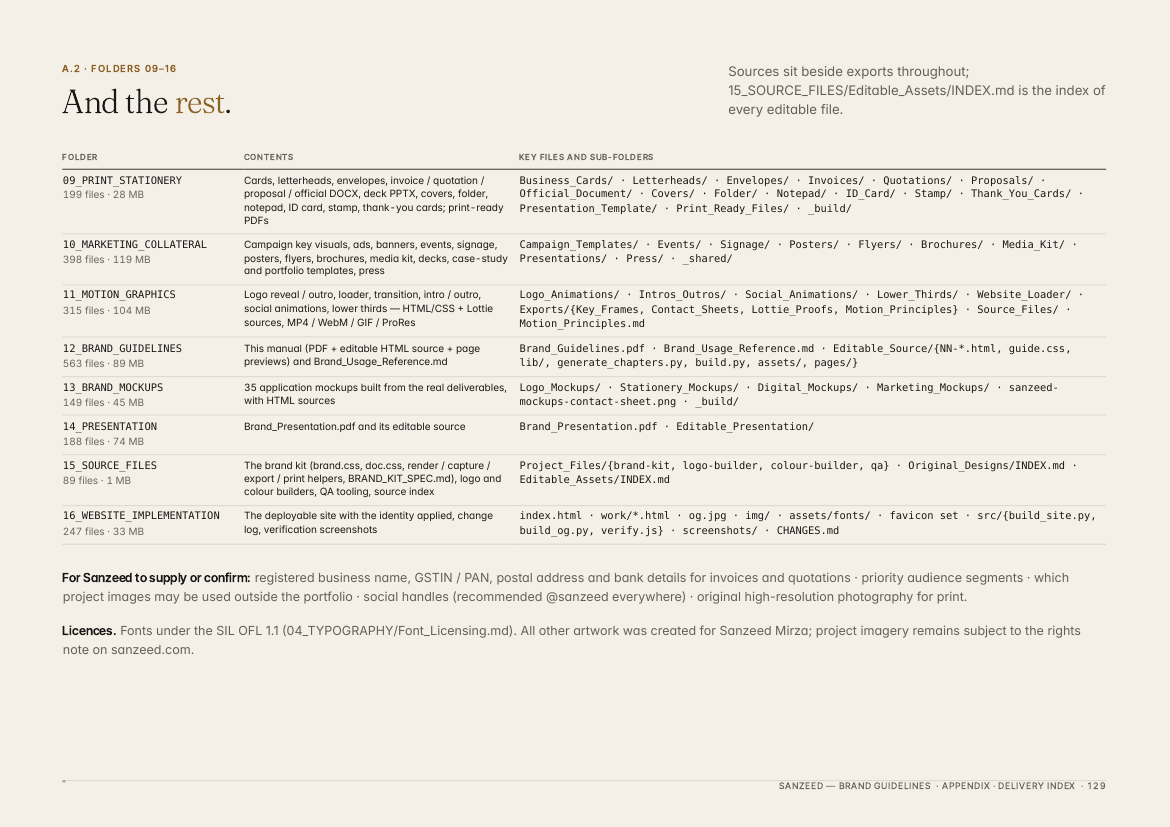 A.2 · FOLDERS 09–16
And the rest.
Sources sit beside exports throughout;
15_SOURCE_FILES/Editable_Assets/INDEX.md is the index of
every editable file.
FOLDER CONTENTS KEY FILES AND SUB-FOLDERS
09_PRINT_STATIONERY
199 files · 28 MB
Cards, letterheads, envelopes, invoice / quotation /
proposal / official DOCX, deck PPTX, covers, folder,
notepad, ID card, stamp, thank-you cards; print-ready
PDFs
Business_Cards/ · Letterheads/ · Envelopes/ · Invoices/ · Quotations/ · Proposals/ ·
Official_Document/ · Covers/ · Folder/ · Notepad/ · ID_Card/ · Stamp/ · Thank_You_Cards/ ·
Presentation_Template/ · Print_Ready_Files/ · _build/
10_MARKETING_COLLATERAL
398 files · 119 MB
Campaign key visuals, ads, banners, events, signage,
posters, flyers, brochures, media kit, decks, case-study
and portfolio templates, press
Campaign_Templates/ · Events/ · Signage/ · Posters/ · Flyers/ · Brochures/ · Media_Kit/ ·
Presentations/ · Press/ · _shared/
11_MOTION_GRAPHICS
315 files · 104 MB
Logo reveal / outro, loader, transition, intro / outro,
social animations, lower thirds — HTML/CSS + Lottie
sources, MP4 / WebM / GIF / ProRes
Logo_Animations/ · Intros_Outros/ · Social_Animations/ · Lower_Thirds/ · Website_Loader/ ·
Exports/{Key_Frames, Contact_Sheets, Lottie_Proofs, Motion_Principles} · Source_Files/ ·
Motion_Principles.md
12_BRAND_GUIDELINES
563 files · 89 MB
This manual (PDF + editable HTML source + page
previews) and Brand_Usage_Reference.md
Brand_Guidelines.pdf · Brand_Usage_Reference.md · Editable_Source/{NN-*.html, guide.css,
lib/, generate_chapters.py, build.py, assets/, pages/}
13_BRAND_MOCKUPS
149 files · 45 MB
35 application mockups built from the real deliverables,
with HTML sources
Logo_Mockups/ · Stationery_Mockups/ · Digital_Mockups/ · Marketing_Mockups/ · sanzeed-
mockups-contact-sheet.png · _build/
14_PRESENTATION
188 files · 74 MB
Brand_Presentation.pdf and its editable source
Brand_Presentation.pdf · Editable_Presentation/
15_SOURCE_FILES
89 files · 1 MB
The brand kit (brand.css, doc.css, render / capture /
export / print helpers, BRAND_KIT_SPEC.md), logo and
colour builders, QA tooling, source index
Project_Files/{brand-kit, logo-builder, colour-builder, qa} · Original_Designs/INDEX.md ·
Editable_Assets/INDEX.md
16_WEBSITE_IMPLEMENTATION
247 files · 33 MB
The deployable site with the identity applied, change
log, verification screenshots
index.html · work/*.html · og.jpg · img/ · assets/fonts/ · favicon set · src/{build_site.py,
build_og.py, verify.js} · screenshots/ · CHANGES.md
For Sanzeed to supply or confirm: registered business name, GSTIN / PAN, postal address and bank details for invoices and quotations · priority audience segments · which
project images may be used outside the portfolio · social handles (recommended @sanzeed everywhere) · original high-resolution photography for print.
Licences. Fonts under the SIL OFL 1.1 (04_TYPOGRAPHY/Font_Licensing.md). All other artwork was created for Sanzeed Mirza; project imagery remains subject to the rights
note on sanzeed.com.
SANZEED — BRAND GUIDELINES · APPENDIX · DELIVERY INDEX · 129